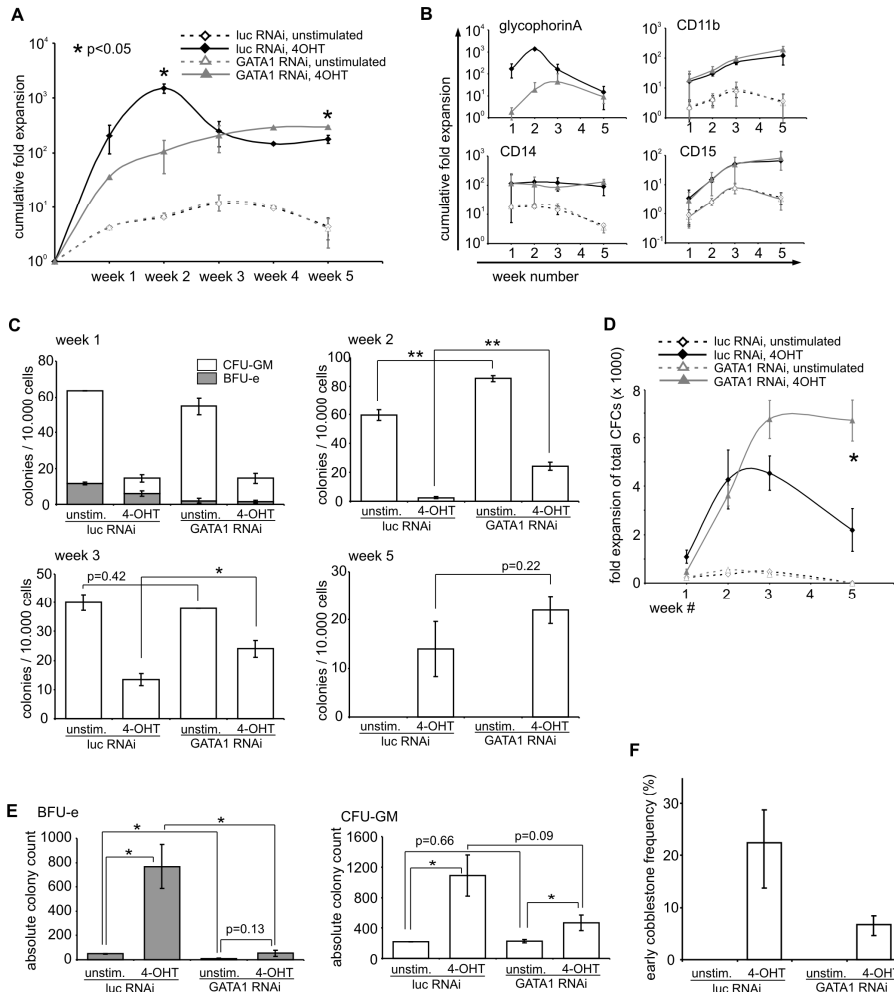 A
* p<0.05
luc RNAi, unstimulated
luc RNAi, 4OHT
GATA1 RNAi, unstimulated
GATA1 RNAi, 4OHT
cumulative fold expansion
10⁴
10³
10²
10¹
10⁰
*
*
week 1 week 2 week 3 week 4 week 5
B
cumulative fold expansion
glycophorinA
10⁴
10³
10²
10¹
10⁰
1 2 3 4 5
CD11b
10³
10²
10¹
10⁰
1 2 3 4 5
CD14
10³
10²
10¹
10⁰
1 2 3 4 5
CD15
10²
10¹
10⁰
10⁻¹
1 2 3 4 5
week number
C
week 1
colonies / 10.000 cells
80
60
40
20
0
CFU-GM
BFU-e
unstim. 4-OHT unstim. 4-OHT
luc RNAi GATA1 RNAi
week 2
colonies / 10.000 cells
100
80
60
40
20
0
** **
unstim. 4-OHT unstim. 4-OHT
luc RNAi GATA1 RNAi
week 3
colonies / 10.000 cells
50
40
30
20
10
0
p=0.42 *
unstim. 4-OHT unstim. 4-OHT
luc RNAi GATA1 RNAi
week 5
colonies / 10.000 cells
30
20
10
0
p=0.22
unstim. 4-OHT unstim. 4-OHT
luc RNAi GATA1 RNAi
D
luc RNAi, unstimulated
luc RNAi, 4OHT
GATA1 RNAi, unstimulated
GATA1 RNAi, 4OHT
fold expansion of total CFCs (x 1000)
8
6
4
2
0
*
1 2 3 4 5
week #
E
BFU-e
absolute colony count
1000
800
600
400
200
0
* *
*
p=0.13
unstim. 4-OHT unstim. 4-OHT
luc RNAi GATA1 RNAi
CFU-GM
absolute colony count
1600
1200
800
400
0
p=0.66 p=0.09
*
*
unstim. 4-OHT unstim. 4-OHT
luc RNAi GATA1 RNAi
F
early cobblestone frequency (%)
30
20
10
0
unstim. 4-OHT unstim. 4-OHT
luc RNAi GATA1 RNAi